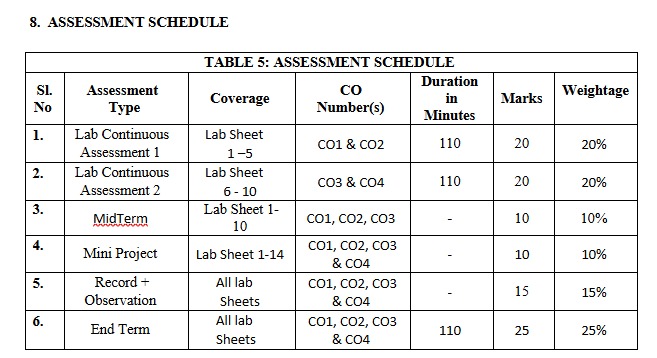 8. ASSESSMENT SCHEDULE
TABLE 5: ASSESSMENT SCHEDULE
Sl. No | Assessment Type | Coverage | CO Number(s) | Duration in Minutes | Marks | Weightage
1. | Lab Continuous Assessment 1 | Lab Sheet 1–5 | CO1 & CO2 | 110 | 20 | 20%
2. | Lab Continuous Assessment 2 | Lab Sheet 6 - 10 | CO3 & CO4 | 110 | 20 | 20%
3. | MidTerm | Lab Sheet 1-10 | CO1, CO2, CO3 | - | 10 | 10%
4. | Mini Project | Lab Sheet 1-14 | CO1, CO2, CO3 & CO4 | - | 10 | 10%
5. | Record + Observation | All lab Sheets | CO1, CO2, CO3 & CO4 | - | 15 | 15%
6. | End Term | All lab Sheets | CO1, CO2, CO3 & CO4 | 110 | 25 | 25%